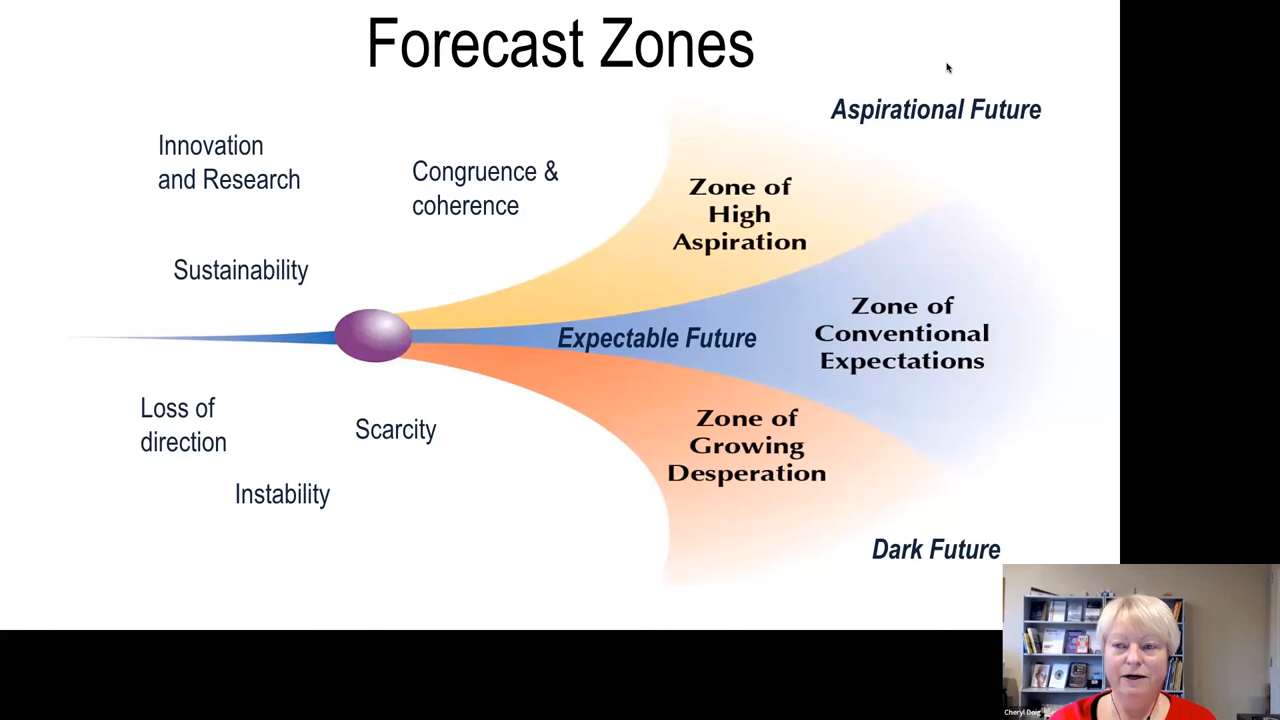 Forecast Zones
Aspirational Future
Innovation
and Research
Congruence &
coherence
Zone of
High
Aspiration
Sustainability
Expectable Future
Zone of
Conventional
Expectations
Loss of
direction
Scarcity
Zone of
Growing
Desperation
Instability
Dark Future
Cheryl Doig